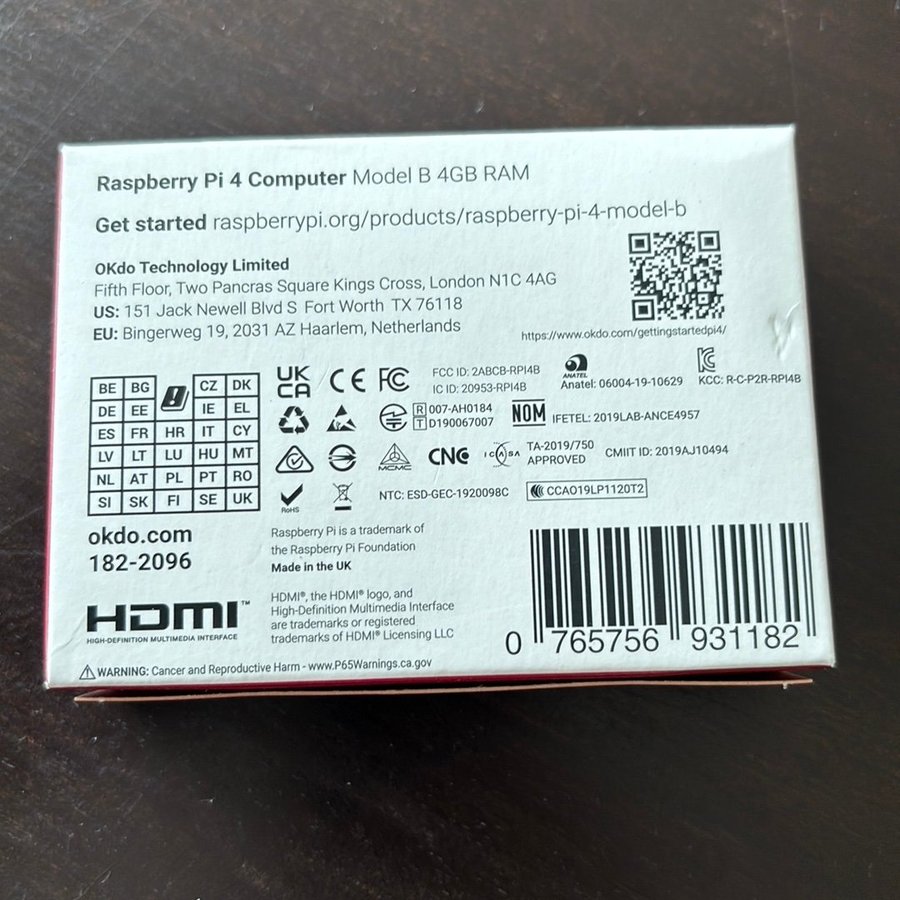 Raspberry Pi 4 Computer Model B 4GB RAM
Get started raspberrypi.org/products/raspberry-pi-4-model-b
OKdo Technology Limited
Fifth Floor, Two Pancras Square Kings Cross, London N1C 4AG
US: 151 Jack Newell Blvd S Fort Worth TX 76118
EU: Bingerweg 19, 2031 AZ Haarlem, Netherlands
https://www.okdo.com/gettingstartedpi4/
BE BG CZ DK
DE EE IE EL
ES FR HR IT CY
LV LT LU HU MT
NL AT PL PT RO
SI SK FI SE UK
UK CA CE FC FCC ID: 2ABCB-RPI4B
IC ID: 20953-RPI4B
ANATEL
Anatel: 06004-19-10629
KCC: R-C-P2R-RPI4B
R 007-AH0184
T D190067007
NOM IFETEL: 2019LAB-ANCE4957
MCMC CNC ICASA TA-2019/750
APPROVED
CMIIT ID: 2019AJ10494
RoHS
NTC: ESD-GEC-1920098C
CCAO19LP1120T2
okdo.com
182-2096
Raspberry Pi is a trademark of
the Raspberry Pi Foundation
Made in the UK
HDMI™
HIGH-DEFINITION MULTIMEDIA INTERFACE
HDMI®, the HDMI® logo, and
High-Definition Multimedia Interface
are trademarks or registered
trademarks of HDMI® Licensing LLC
0 765756 931182
WARNING: Cancer and Reproductive Harm - www.P65Warnings.ca.gov